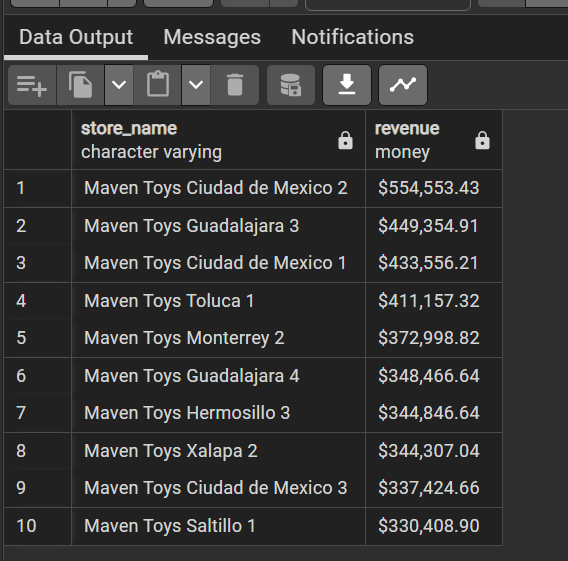 Data Output Messages Notifications
store_name revenue
character varying money
1 Maven Toys Ciudad de Mexico 2 $554,553.43
2 Maven Toys Guadalajara 3 $449,354.91
3 Maven Toys Ciudad de Mexico 1 $433,556.21
4 Maven Toys Toluca 1 $411,157.32
5 Maven Toys Monterrey 2 $372,998.82
6 Maven Toys Guadalajara 4 $348,466.64
7 Maven Toys Hermosillo 3 $344,846.64
8 Maven Toys Xalapa 2 $344,307.04
9 Maven Toys Ciudad de Mexico 3 $337,424.66
10 Maven Toys Saltillo 1 $330,408.90